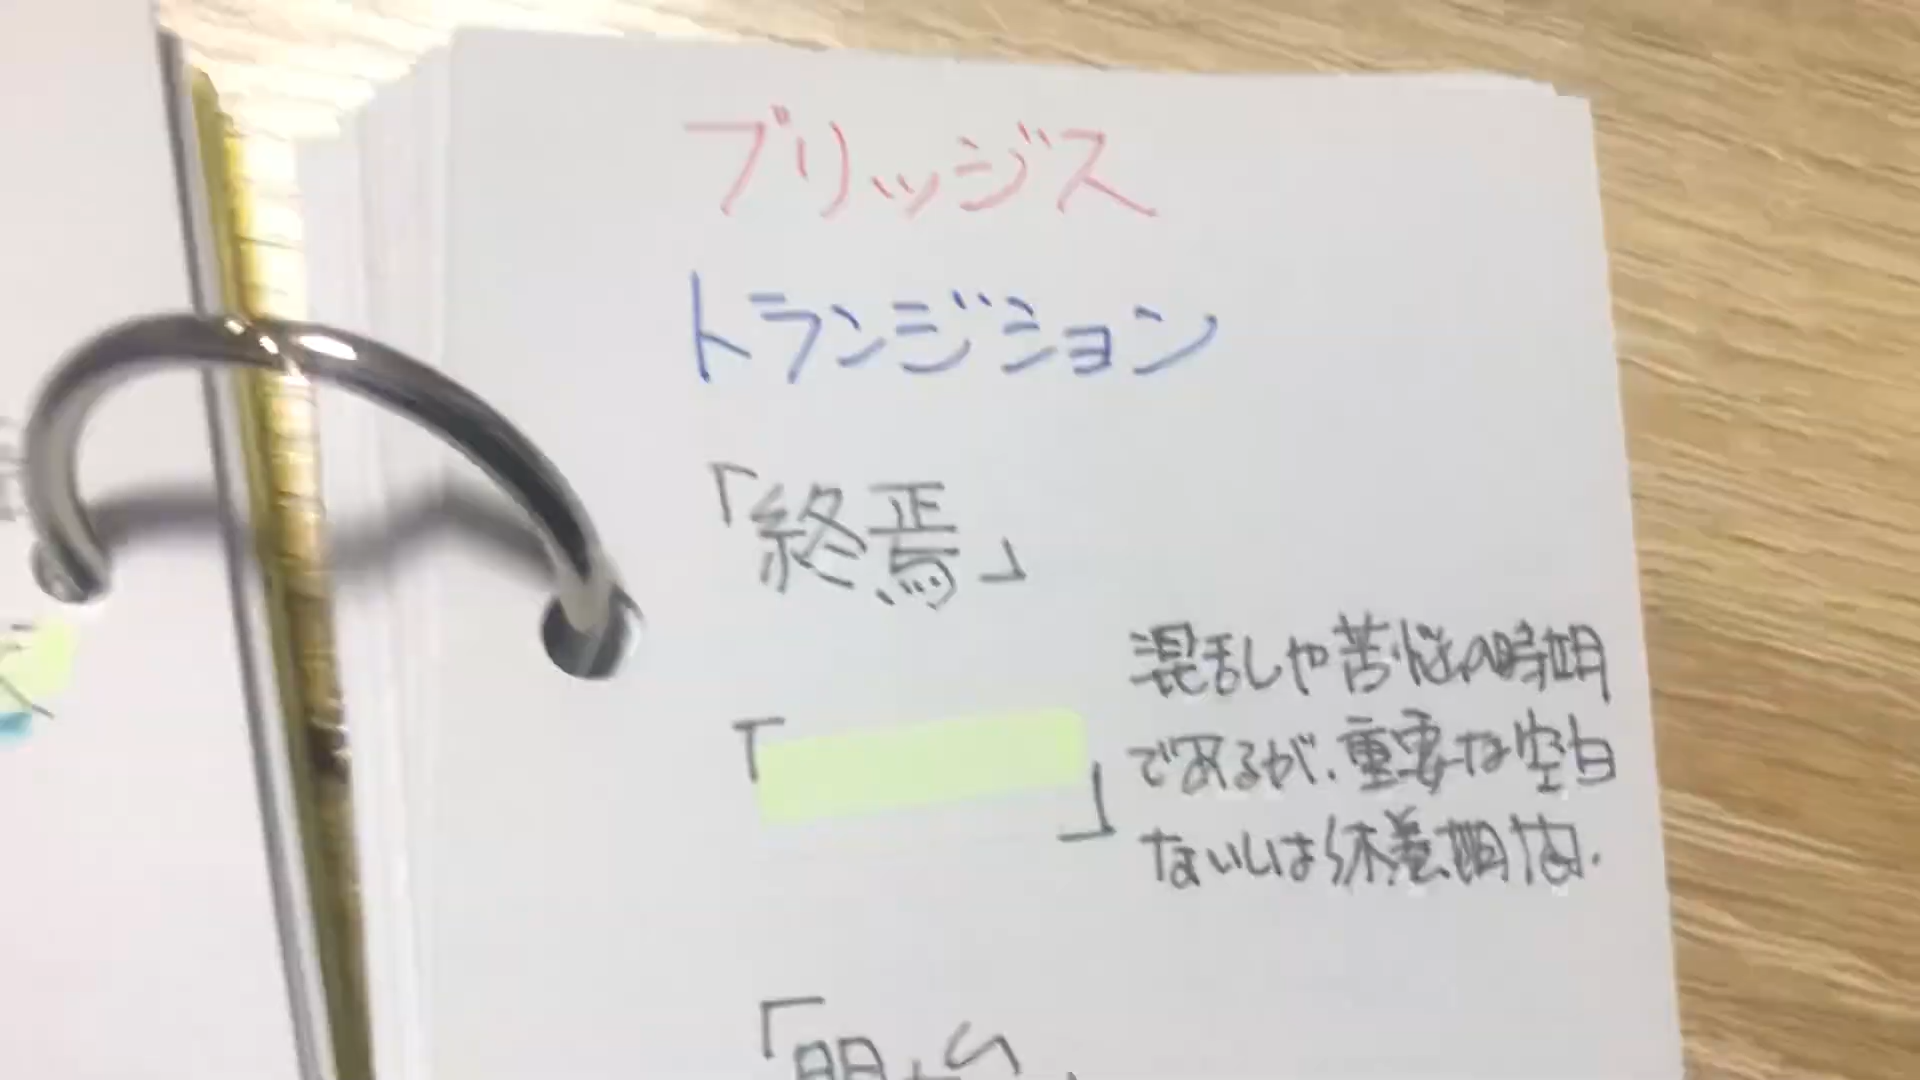 ブリッジス
トランジション
「終焉」
「　　　」
混乱や苦悩の時期
であるが、重要な空白
ないしは休養期間.
「開始